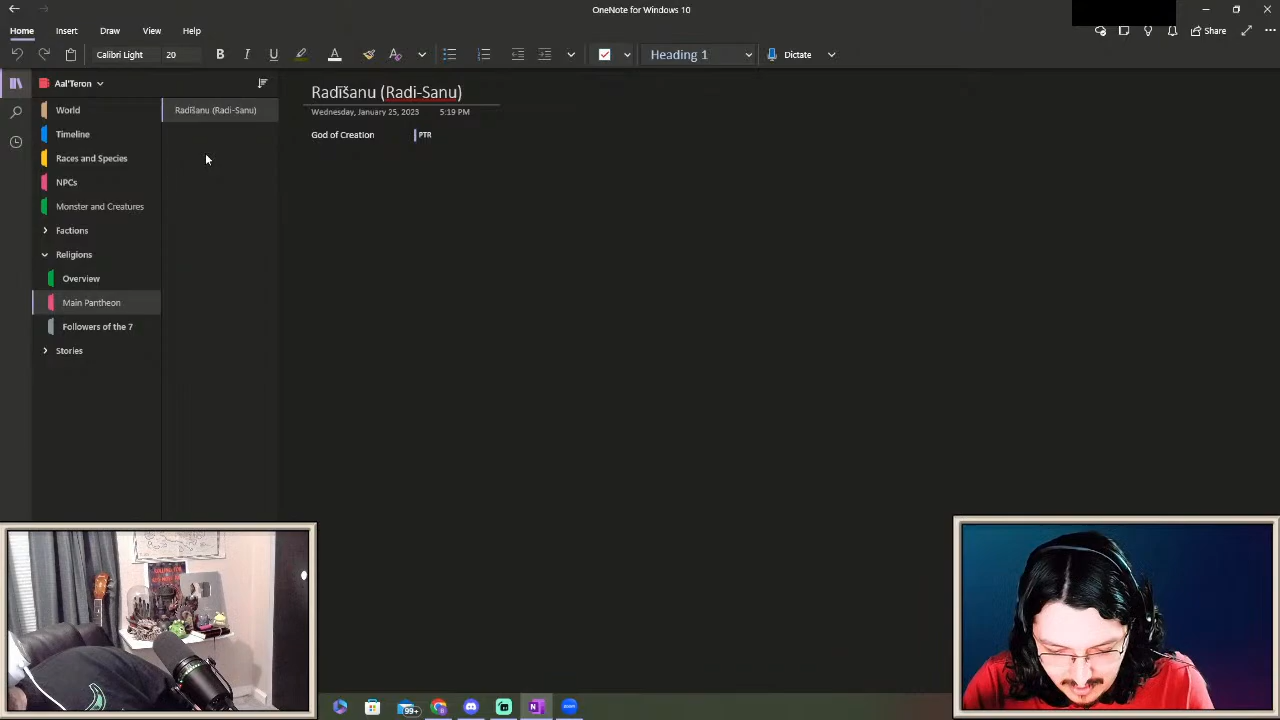 OneNote for Windows 10
Home
Insert
Draw
View
Help
Share
Calibri Light
20
B
I
U
A
Heading 1
Dictate
Aal'Teron
World
Timeline
Races and Species
NPCs
Monster and Creatures
Factions
Religions
Overview
Main Pantheon
Followers of the 7
Stories
Radīšanu (Radi-Sanu)
Radīšanu (Radi-Sanu)
Wednesday, January 25, 2023 5:19 PM
God of Creation
PTR
99+
zoom